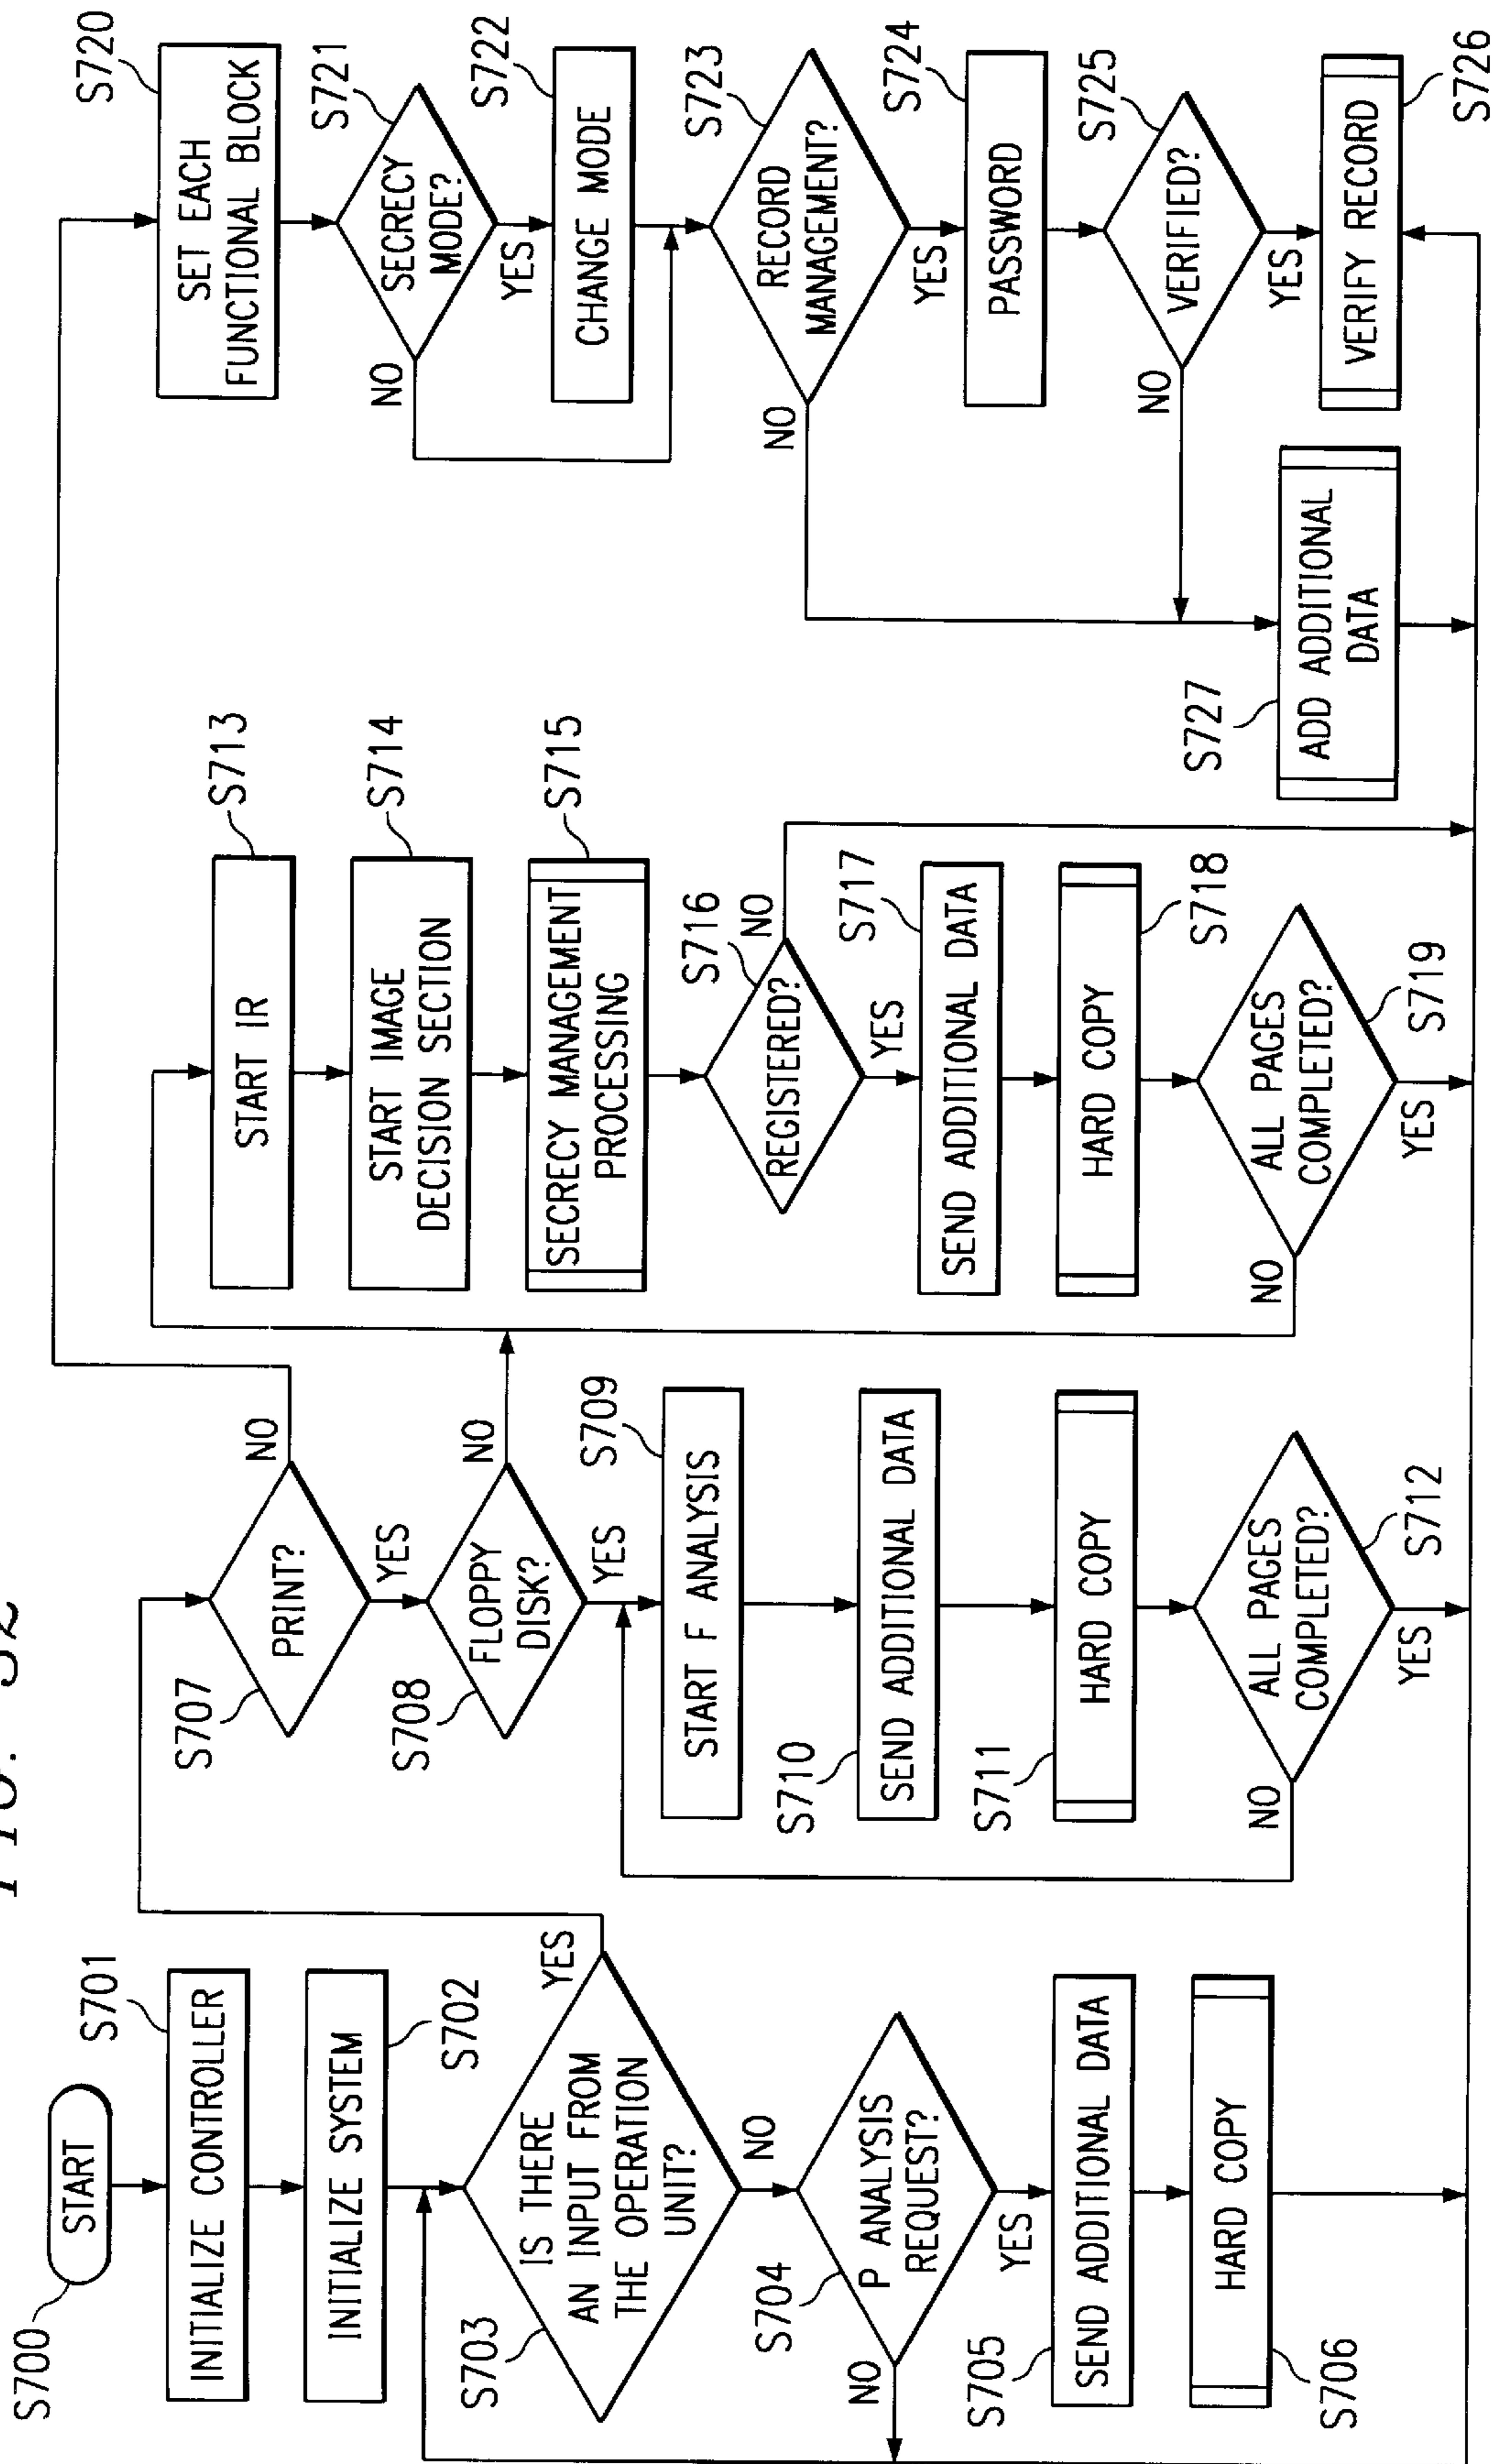 FIG. 32
S700
START
S701
INITIALIZE CONTROLLER
INITIALIZE SYSTEM
S702
S703
IS THERE
AN INPUT FROM
THE OPERATION
UNIT?
YES
NO
S704
P ANALYSIS
REQUEST?
NO
YES
S705
SEND ADDITIONAL DATA
HARD COPY
S706
S707
PRINT?
NO
YES
S708
FLOPPY
DISK?
NO
YES
S709
START F ANALYSIS
S710
SEND ADDITIONAL DATA
S711
HARD COPY
ALL PAGES
COMPLETED?
S712
NO
YES
START IR
S713
START IMAGE
DECISION SECTION
S714
SECRECY MANAGEMENT
PROCESSING
S715
REGISTERED?
S716
NO
YES
S717
SEND ADDITIONAL DATA
HARD COPY
S718
ALL PAGES
COMPLETED?
S719
NO
YES
S720
SET EACH
FUNCTIONAL BLOCK
S721
SECRECY
MODE?
NO
YES
S722
CHANGE MODE
S723
RECORD
MANAGEMENT?
NO
YES
S724
PASSWORD
S725
VERIFIED?
NO
YES
VERIFY RECORD
S726
S727
ADD ADDITIONAL
DATA